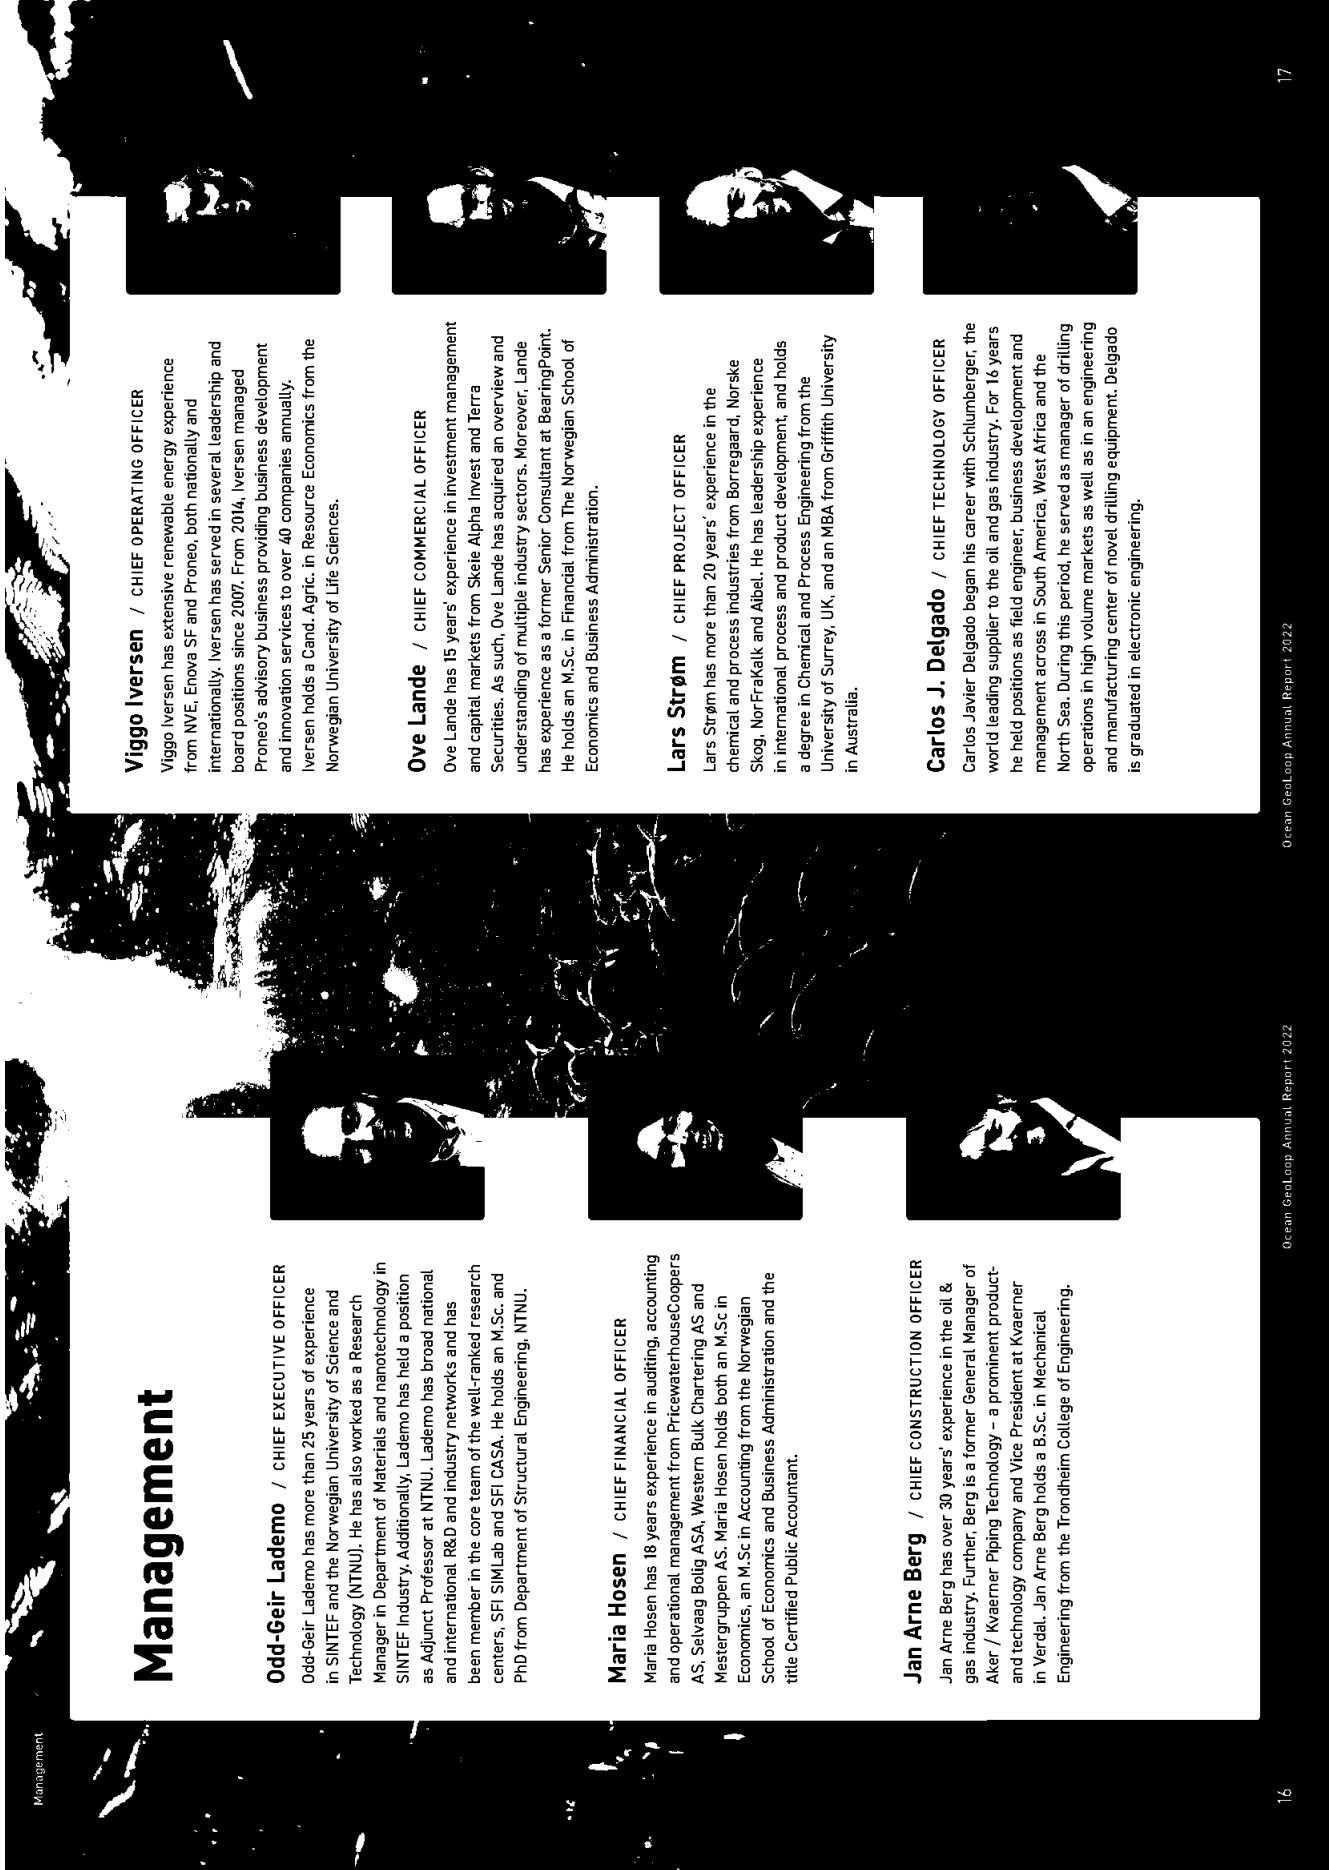 Management
Management
Odd-Geir Lademo / CHIEF EXECUTIVE OFFICER
Odd-Geir Lademo has more than 25 years of experience
in SINTEF and the Norwegian University of Science and
Technology (NTNU). He has also worked as a Research
Manager in Department of Materials and nanotechnology in
SINTEF Industry. Additionally, Lademo has held a position
as Adjunct Professor at NTNU. Lademo has broad national
and international R&D and industry networks and has
been member in the core team of the well-ranked research
centers, SFI SIMLab and SFI CASA. He holds an M.Sc. and
PhD from Department of Structural Engineering, NTNU.
Maria Hosen / CHIEF FINANCIAL OFFICER
Maria Hosen has 18 years experience in auditing, accounting
and operational management from PricewaterhouseCoopers
AS, Selvaag Bolig ASA, Western Bulk Chartering AS and
Mestergruppen AS. Maria Hosen holds both an M.Sc in
Economics, an M.Sc in Accounting from the Norwegian
School of Economics and Business Administration and the
title Certified Public Accountant.
Jan Arne Berg / CHIEF CONSTRUCTION OFFICER
Jan Arne Berg has over 30 years' experience in the oil &
gas industry. Further, Berg is a former General Manager of
Aker / Kvaerner Piping Technology – a prominent product-
and technology company and Vice President at Kvaerner
in Verdal. Jan Arne Berg holds a B.Sc. in Mechanical
Engineering from the Trondheim College of Engineering.
16
Ocean GeoLoop Annual Report 2022
Viggo Iversen / CHIEF OPERATING OFFICER
Viggo Iversen has extensive renewable energy experience
from NVE, Enova SF and Proneo, both nationally and
internationally. Iversen has served in several leadership and
board positions since 2007. From 2014, Iversen managed
Proneo's advisory business providing business development
and innovation services to over 40 companies annually.
Iversen holds a Cand. Agric. in Resource Economics from the
Norwegian University of Life Sciences.
Ove Lande / CHIEF COMMERCIAL OFFICER
Ove Lande has 15 years' experience in investment management
and capital markets from Skeie Alpha Invest and Terra
Securities. As such, Ove Lande has acquired an overview and
understanding of multiple industry sectors. Moreover, Lande
has experience as a former Senior Consultant at BearingPoint.
He holds an M.Sc. in Financial from The Norwegian School of
Economics and Business Administration.
Lars Strøm / CHIEF PROJECT OFFICER
Lars Strøm has more than 20 years' experience in the
chemical and process industries from Borregaard, Norske
Skog, NorFraKalk and Aibel. He has leadership experience
in international process and product development, and holds
a degree in Chemical and Process Engineering from the
University of Surrey, UK, and an MBA from Griffith University
in Australia.
Carlos J. Delgado / CHIEF TECHNOLOGY OFFICER
Carlos Javier Delgado began his career with Schlumberger, the
world leading supplier to the oil and gas industry. For 16 years
he held positions as field engineer, business development and
management across in South America, West Africa and the
North Sea. During this period, he served as manager of drilling
operations in high volume markets as well as in an engineering
and manufacturing center of novel drilling equipment. Delgado
is graduated in electronic engineering.
Ocean GeoLoop Annual Report 2022
17